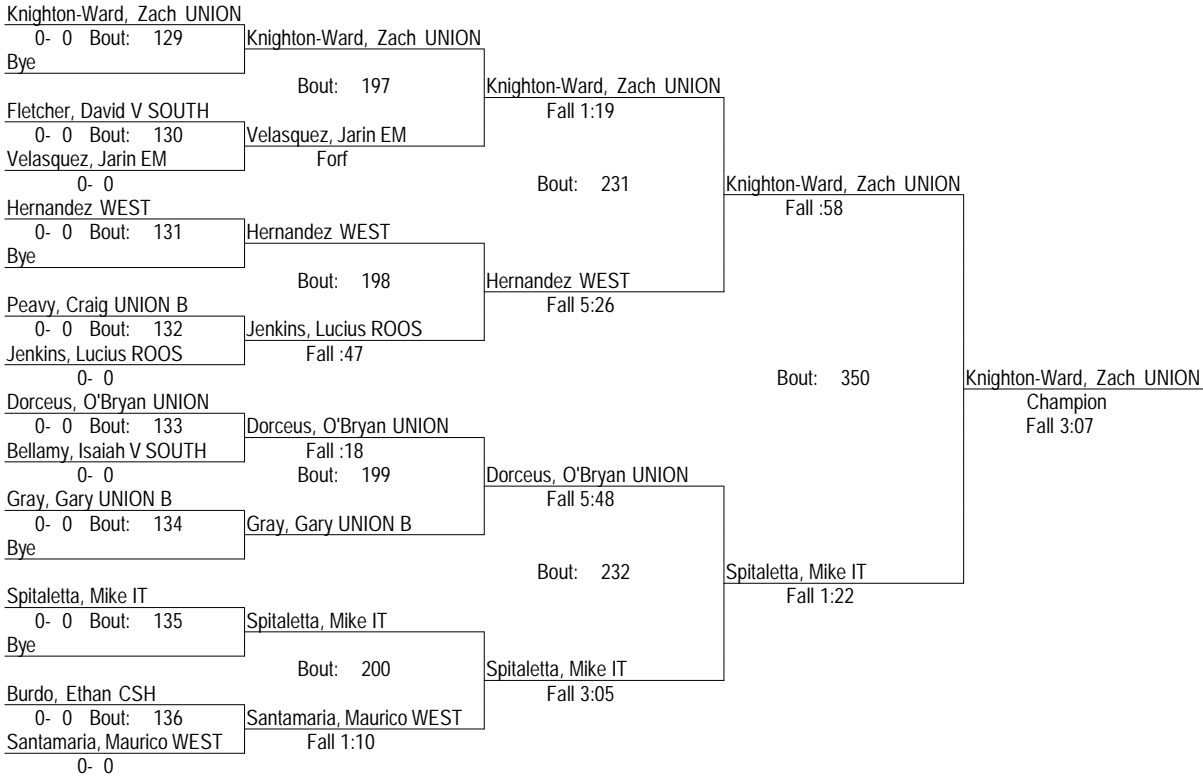 Knighton-Ward, Zach UNION
0- 0 Bout: 129
Bye
Fletcher, David V SOUTH
0- 0 Bout: 130
Velasquez, Jarin EM
0- 0
Hernandez WEST
0- 0 Bout: 131
Bye
Peavy, Craig UNION B
0- 0 Bout: 132
Jenkins, Lucius ROOS
0- 0
Dorceus, O'Bryan UNION
0- 0 Bout: 133
Bellamy, Isaiah V SOUTH
0- 0
Gray, Gary UNION B
0- 0 Bout: 134
Bye
Spitaletta, Mike IT
0- 0 Bout: 135
Bye
Burdo, Ethan CSH
0- 0 Bout: 136
Santamaria, Maurico WEST
0- 0
Knighton-Ward, Zach UNION
Bout: 197
Velasquez, Jarin EM
Forf
Hernandez WEST
Bout: 198
Jenkins, Lucius ROOS
Fall :47
Dorceus, O'Bryan UNION
Fall :18
Bout: 199
Gray, Gary UNION B
Spitaletta, Mike IT
Bout: 200
Santamaria, Maurico WEST
Fall 1:10
Knighton-Ward, Zach UNION
Fall 1:19
Bout: 231
Hernandez WEST
Fall 5:26
Dorceus, O'Bryan UNION
Fall 5:48
Bout: 232
Spitaletta, Mike IT
Fall 3:05
Knighton-Ward, Zach UNION
Fall :58
Bout: 350
Spitaletta, Mike IT
Fall 1:22
Knighton-Ward, Zach UNION
Champion
Fall 3:07